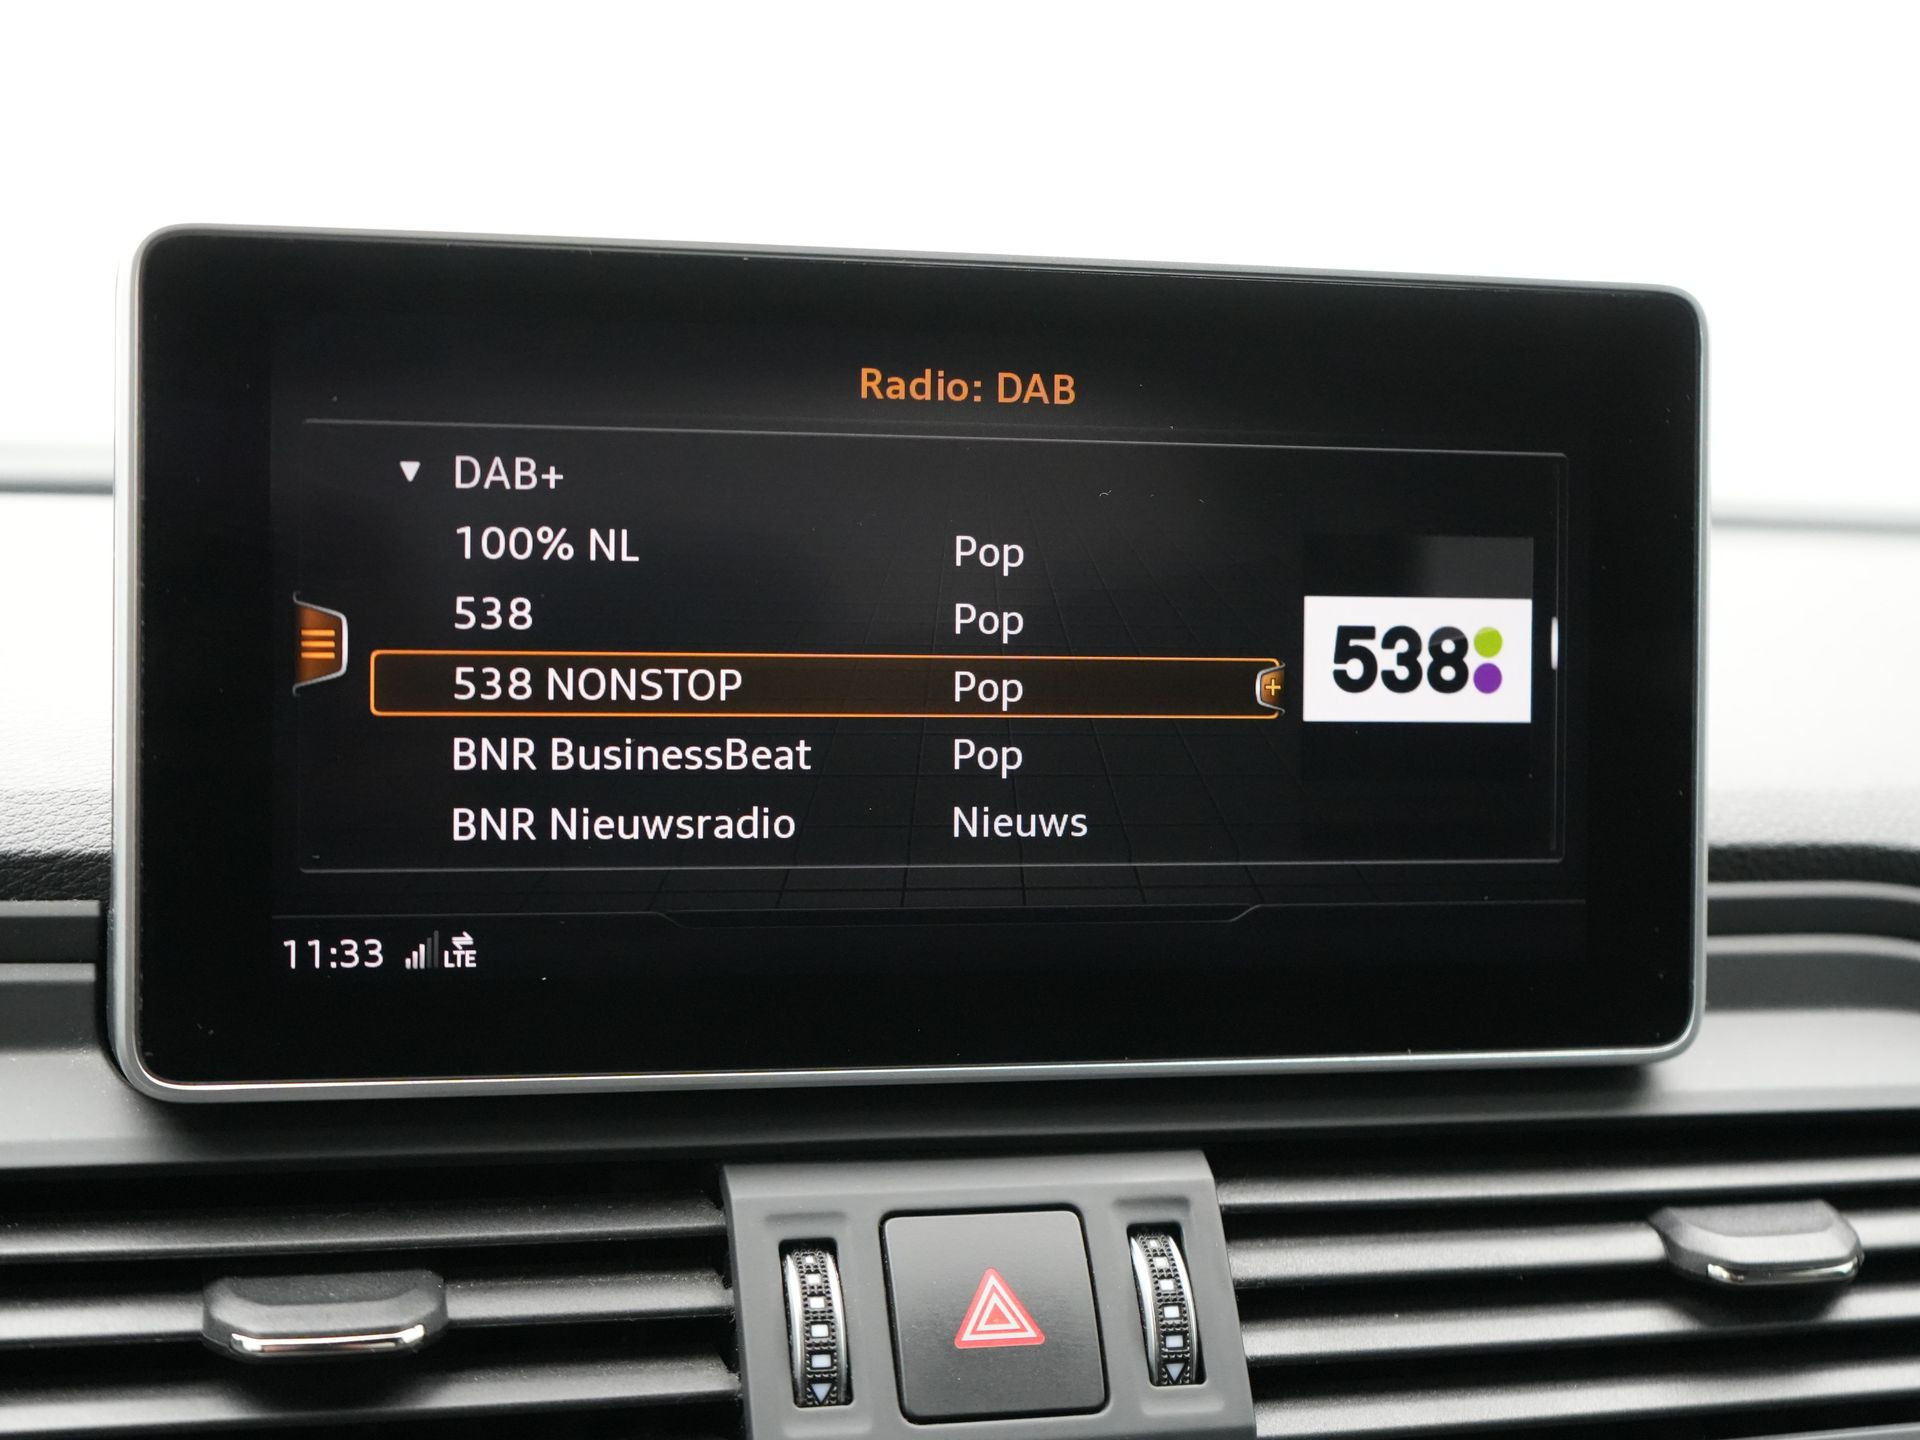 Radio: DAB
DAB+
100% NL Pop
538 Pop
538 NONSTOP Pop
538
BNR BusinessBeat Pop
BNR Nieuwsradio Nieuws
11:33 LTE